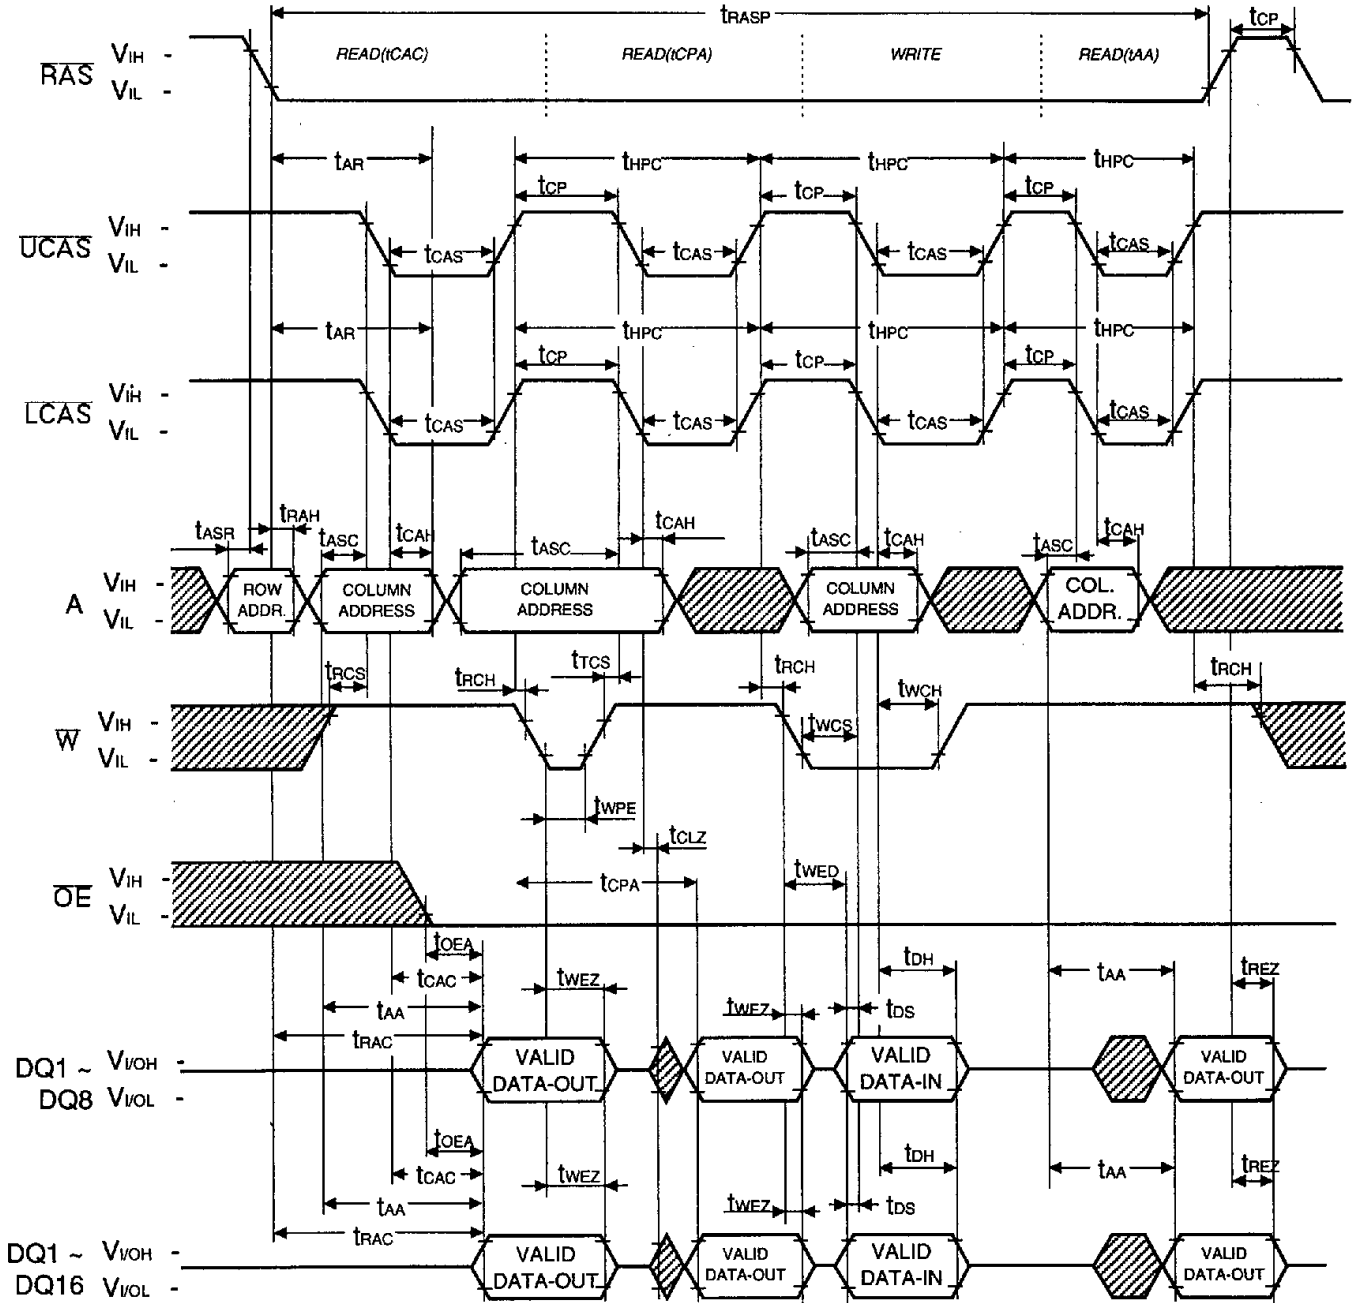 tRASP
tCP
RAS
VIH -
VIL -
READ(tCAC)
READ(tCPA)
WRITE
READ(tAA)
tAR
tHPC
tHPC
tHPC
tCP
tCP
tCP
UCAS
VIH -
VIL -
tCAS
tCAS
tCAS
tCAS
tAR
tHPC
tHPC
tHPC
tCP
tCP
tCP
LCAS
VIH -
VIL -
tCAS
tCAS
tCAS
tCAS
tASR
tRAH
tASC
tCAH
tASC
tCAH
tASC
tCAH
tASC
tCAH
A
VIH -
VIL -
ROW
ADDR.
COLUMN
ADDRESS
COLUMN
ADDRESS
COLUMN
ADDRESS
COL.
ADDR.
tRCS
tRCH
tTCS
tRCH
tWCH
tRCH
W
VIH -
VIL -
tWCS
tWPE
tCLZ
OE
VIH -
VIL -
tCPA
tWED
tOEA
tCAC
tAA
tRAC
tWEZ
tWEZ
tDH
tDS
tAA
tREZ
DQ1 ~
DQ8
VI/OH -
VI/OL -
VALID
DATA-OUT
VALID
DATA-OUT
VALID
DATA-IN
VALID
DATA-OUT
tOEA
tCAC
tAA
tRAC
tWEZ
tWEZ
tDH
tDS
tAA
tREZ
DQ1 ~
DQ16
VI/OH -
VI/OL -
VALID
DATA-OUT
VALID
DATA-OUT
VALID
DATA-IN
VALID
DATA-OUT